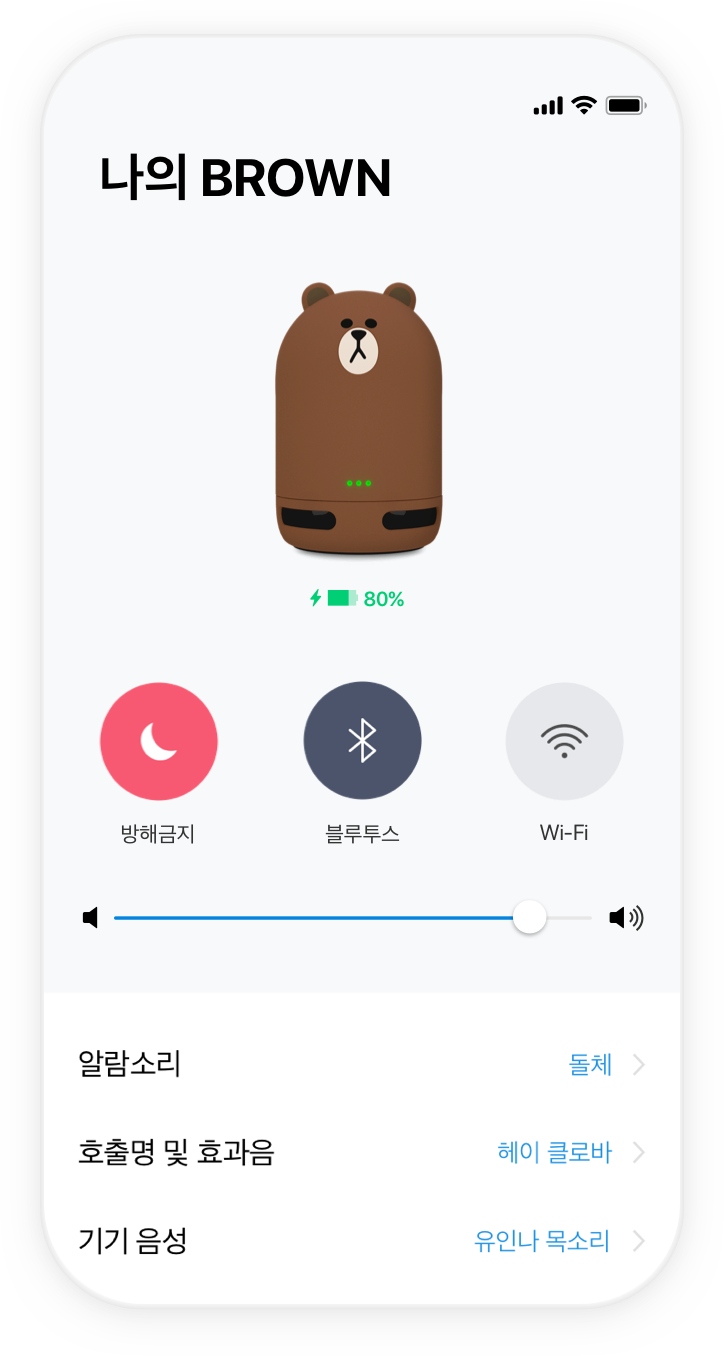 나의 BROWN
80%
방해금지
블루투스
Wi-Fi
알람소리
돌체
호출명 및 효과음
헤이 클로바
기기 음성
유인나 목소리